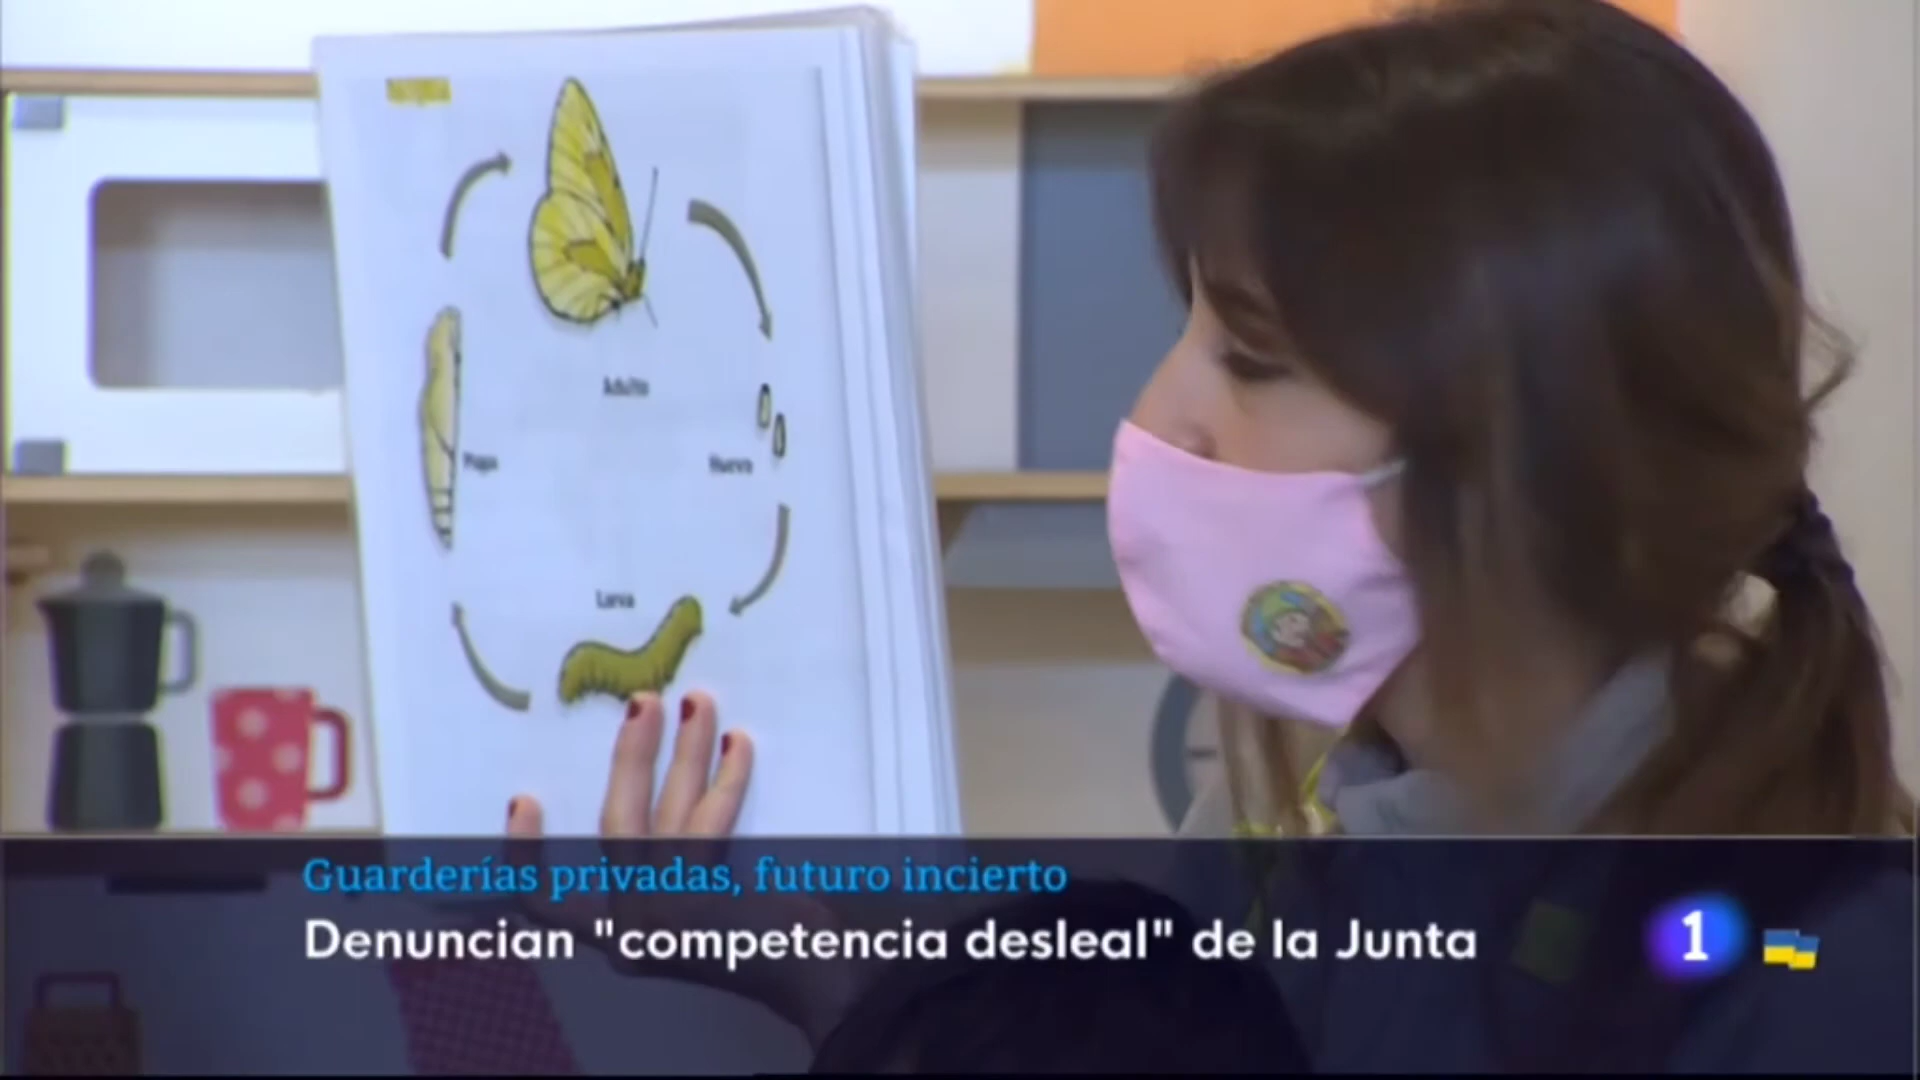 Adulto
Pupa
Huevo
Larva
Guarderías privadas, futuro incierto
Denuncian "competencia desleal" de la Junta
1